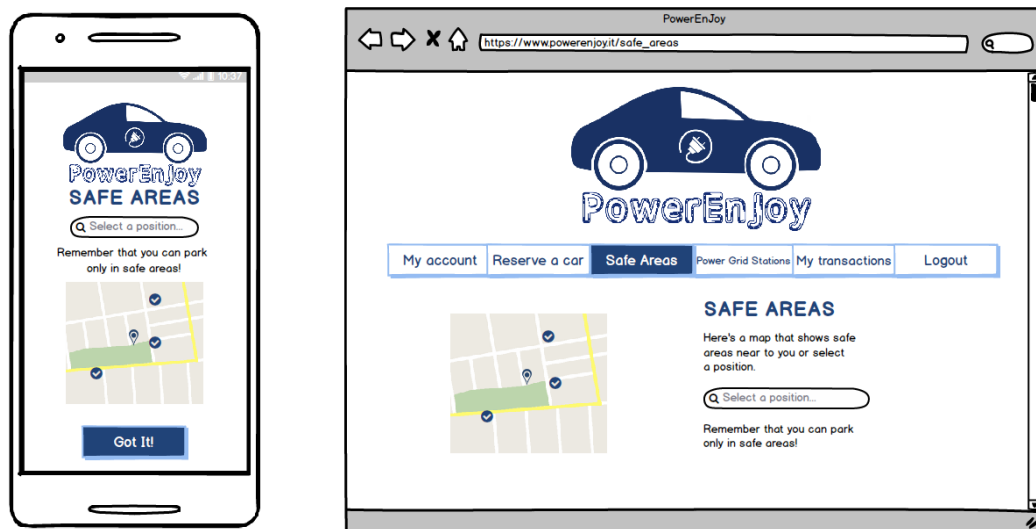 10:37
PowerEnJoy
SAFE AREAS
Select a position...
Remember that you can park
only in safe areas!
Got It!
PowerEnJoy
https://www.powerenjoy.it/safe_areas
PowerEnJoy
My account
Reserve a car
Safe Areas
Power Grid Stations
My transactions
Logout
SAFE AREAS
Here's a map that shows safe
areas near to you or select
a position.
Select a position...
Remember that you can park
only in safe areas!